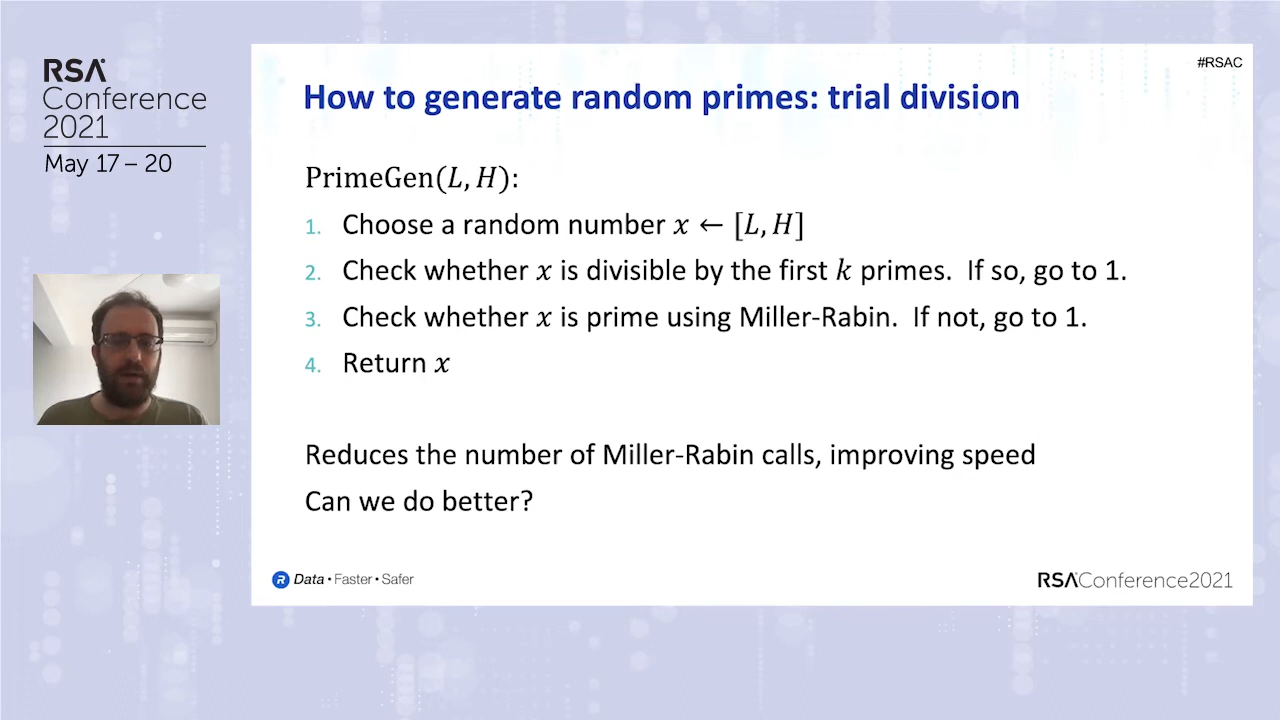 RSA
Conference
2021
May 17 – 20
#RSAC
How to generate random primes: trial division
PrimeGen(L, H):
1. Choose a random number x ← [L, H]
2. Check whether x is divisible by the first k primes. If so, go to 1.
3. Check whether x is prime using Miller-Rabin. If not, go to 1.
4. Return x
Reduces the number of Miller-Rabin calls, improving speed
Can we do better?
R Data • Faster • Safer
RSAConference2021